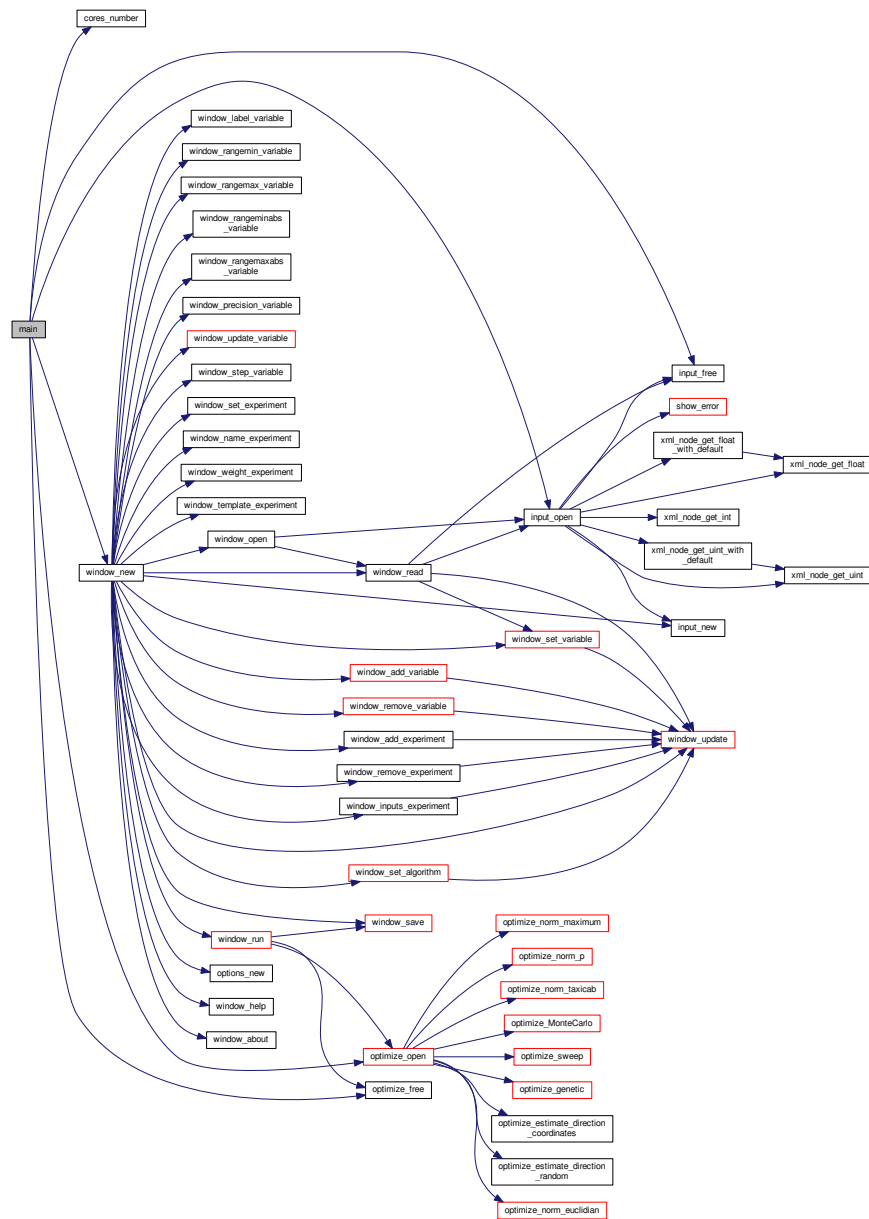 cores_number
window_label_variable
window_rangemin_variable
window_rangemax_variable
window_rangeminabs
_variable
window_rangemaxabs
_variable
window_precision_variable
main
window_update_variable
window_step_variable
input_free
window_set_experiment
show_error
window_name_experiment
xml_node_get_float
_with_default
xml_node_get_float
window_weight_experiment
window_template_experiment
input_open
xml_node_get_int
window_open
xml_node_get_uint_with
_default
window_new
window_read
xml_node_get_uint
input_new
window_set_variable
window_add_variable
window_remove_variable
window_add_experiment
window_update
window_remove_experiment
window_inputs_experiment
window_set_algorithm
window_save
optimize_norm_maximum
window_run
optimize_norm_p
options_new
optimize_norm_taxicab
window_help
optimize_MonteCarlo
window_about
optimize_open
optimize_sweep
optimize_free
optimize_genetic
optimize_estimate_direction
_coordinates
optimize_estimate_direction
_random
optimize_norm_euclidian